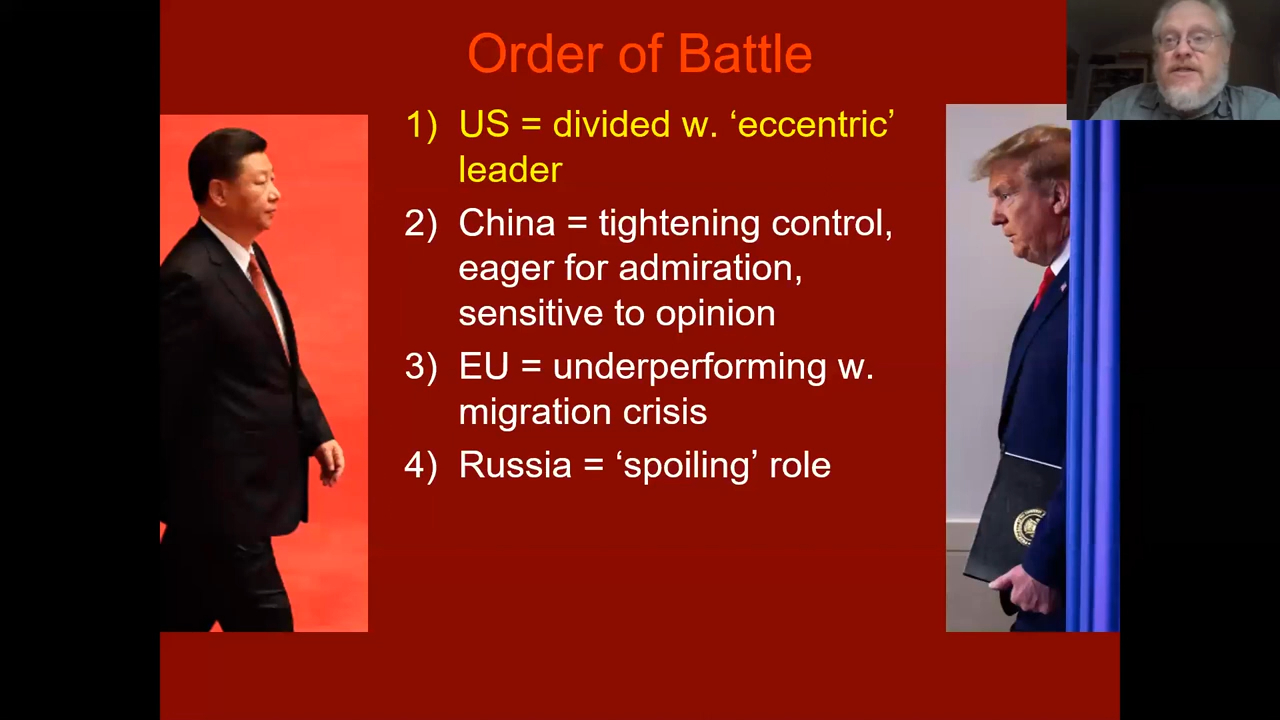 Order of Battle
1) US = divided w. ‘eccentric’
leader
2) China = tightening control,
eager for admiration,
sensitive to opinion
3) EU = underperforming w.
migration crisis
4) Russia = ‘spoiling’ role